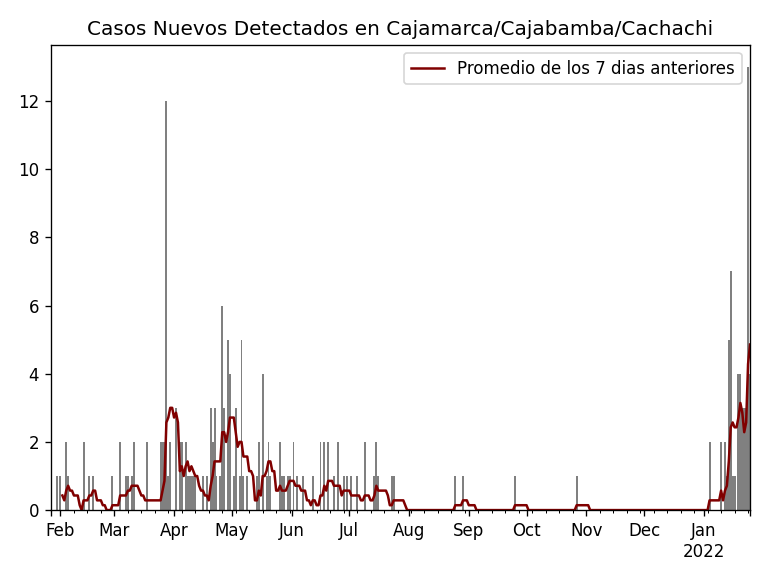 Casos Nuevos Detectados en Cajamarca/Cajabamba/Cachachi
Promedio de los 7 dias anteriores
12
10
8
6
4
2
0
Feb Mar Apr May Jun Jul Aug Sep Oct Nov Dec Jan
2022